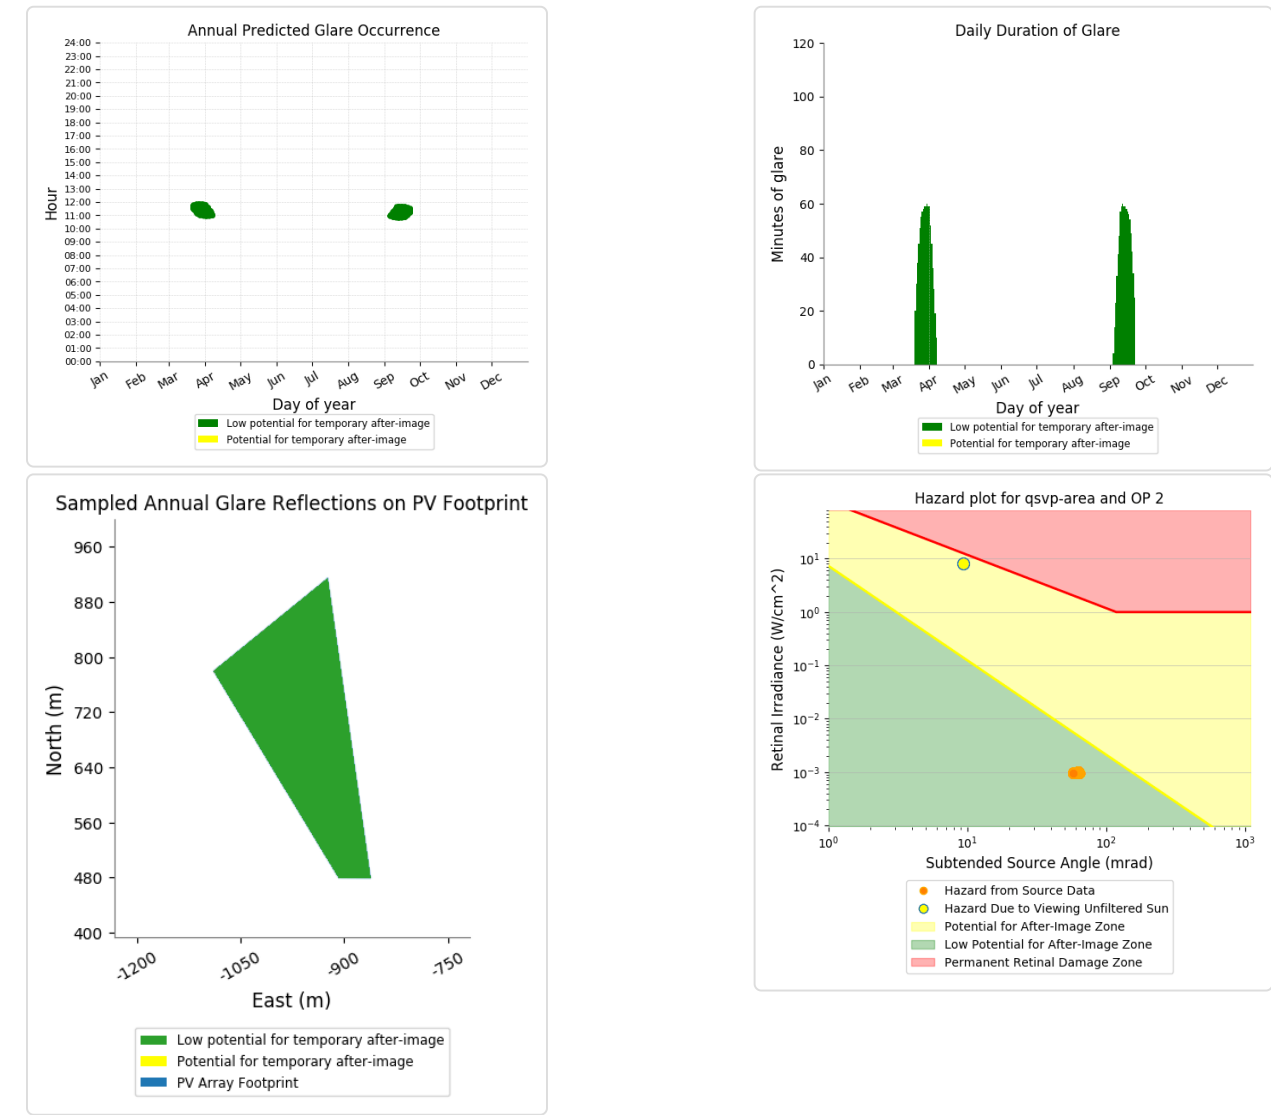 Annual Predicted Glare Occurrence
24:00
23:00
22:00
21:00
20:00
19:00
18:00
17:00
16:00
15:00
14:00
13:00
12:00
11:00
10:00
09:00
08:00
07:00
06:00
05:00
04:00
03:00
02:00
01:00
00:00
Hour
Jan Feb Mar Apr May Jun Jul Aug Sep Oct Nov Dec
Day of year
Low potential for temporary after-image
Potential for temporary after-image
Daily Duration of Glare
120
100
80
60
40
20
0
Minutes of glare
Jan Feb Mar Apr May Jun Jul Aug Sep Oct Nov Dec
Day of year
Low potential for temporary after-image
Potential for temporary after-image
Sampled Annual Glare Reflections on PV Footprint
960
880
800
720
640
560
480
400
North (m)
-1200 -1050 -900 -750
East (m)
Low potential for temporary after-image
Potential for temporary after-image
PV Array Footprint
Hazard plot for qsvp-area and OP 2
10^1
10^0
10^-1
10^-2
10^-3
10^-4
Retinal Irradiance (W/cm^2)
10^0 10^1 10^2 10^3
Subtended Source Angle (mrad)
Hazard from Source Data
Hazard Due to Viewing Unfiltered Sun
Potential for After-Image Zone
Low Potential for After-Image Zone
Permanent Retinal Damage Zone